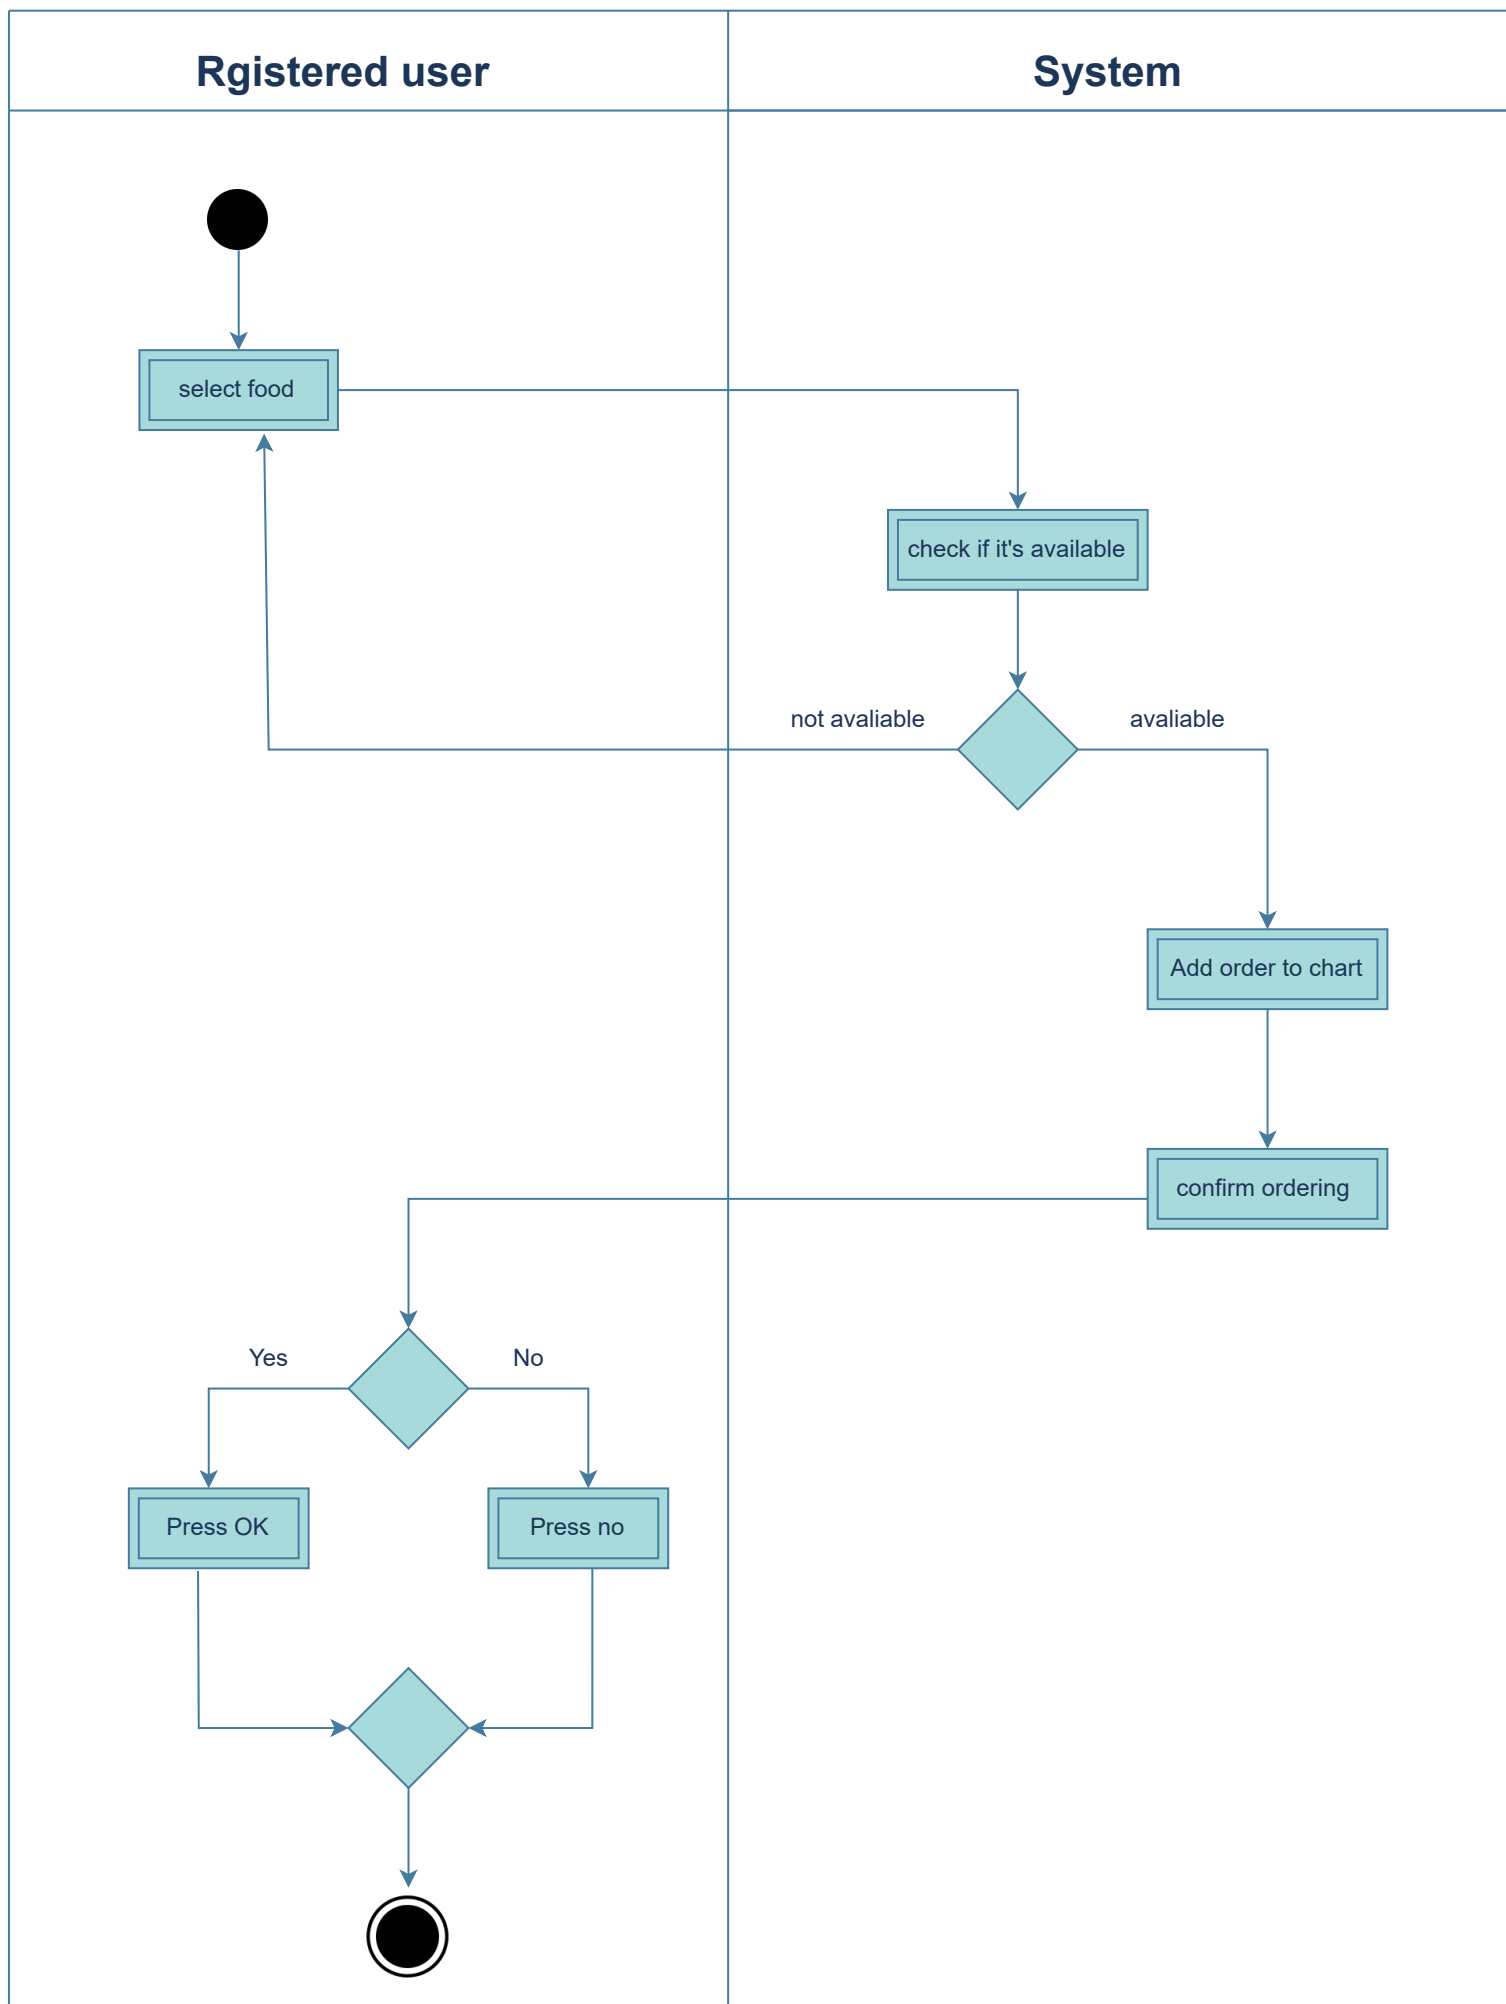 Rgistered user
System
select food
check if it's available
not avaliable
avaliable
Add order to chart
confirm ordering
Yes
No
Press OK
Press no